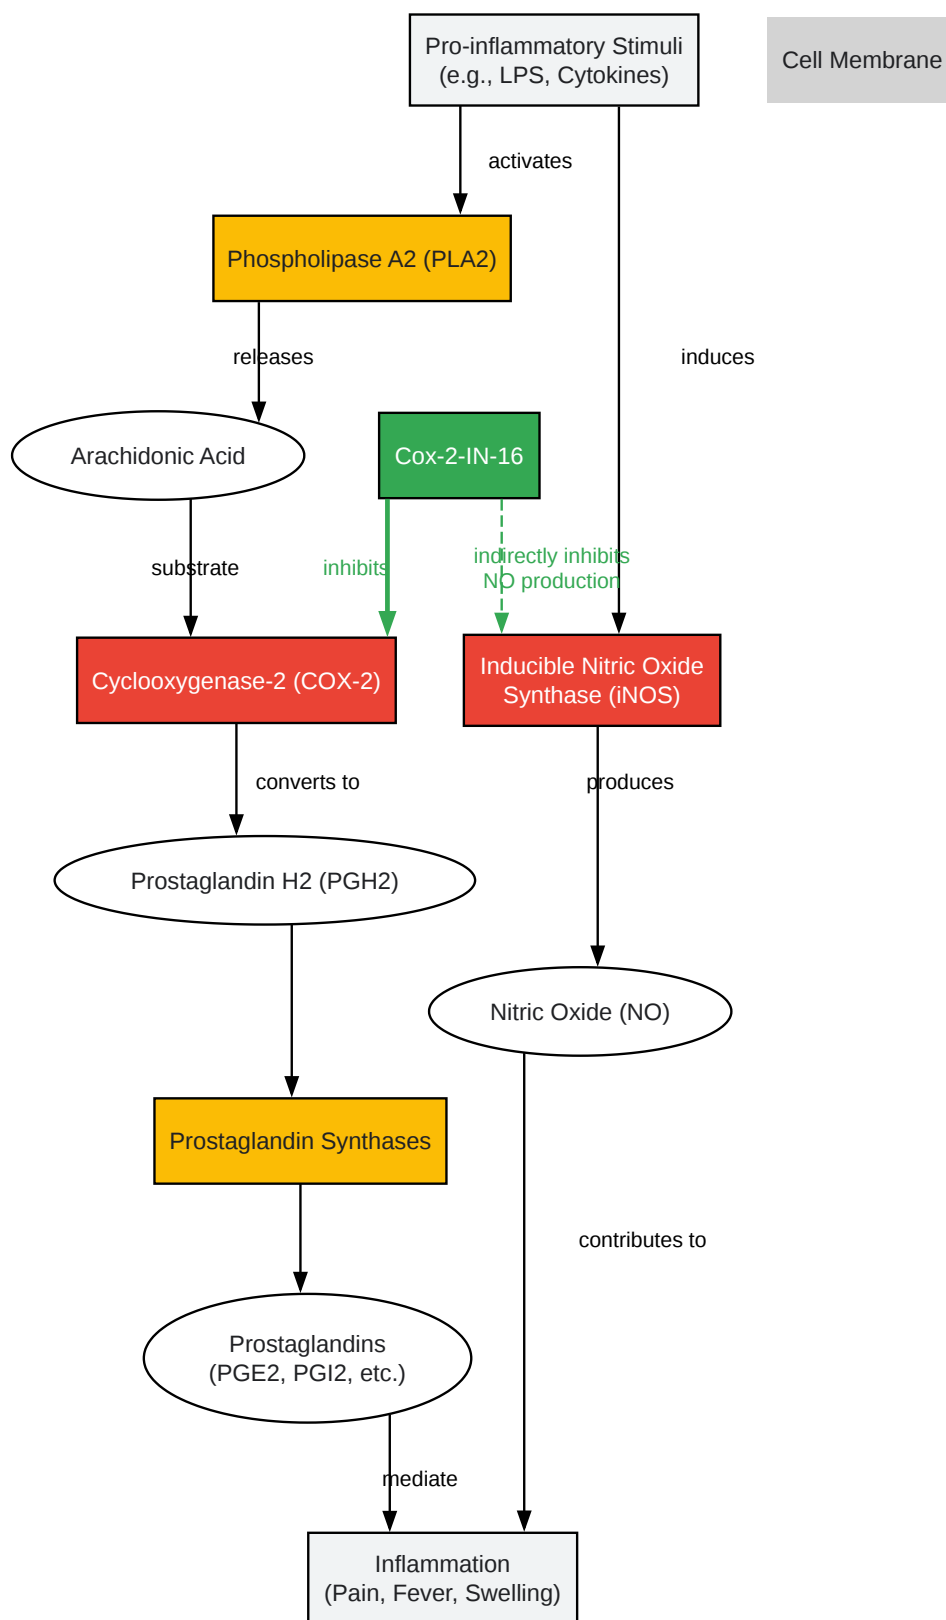 Pro-inflammatory Stimuli
(e.g., LPS, Cytokines)
Cell Membrane
activates
Phospholipase A2 (PLA2)
releases
induces
Arachidonic Acid
Cox-2-IN-16
substrate
inhibits
indirectly inhibits
NO production
Cyclooxygenase-2 (COX-2)
Inducible Nitric Oxide
Synthase (iNOS)
converts to
produces
Prostaglandin H2 (PGH2)
Nitric Oxide (NO)
Prostaglandin Synthases
contributes to
Prostaglandins
(PGE2, PGI2, etc.)
mediate
Inflammation
(Pain, Fever, Swelling)